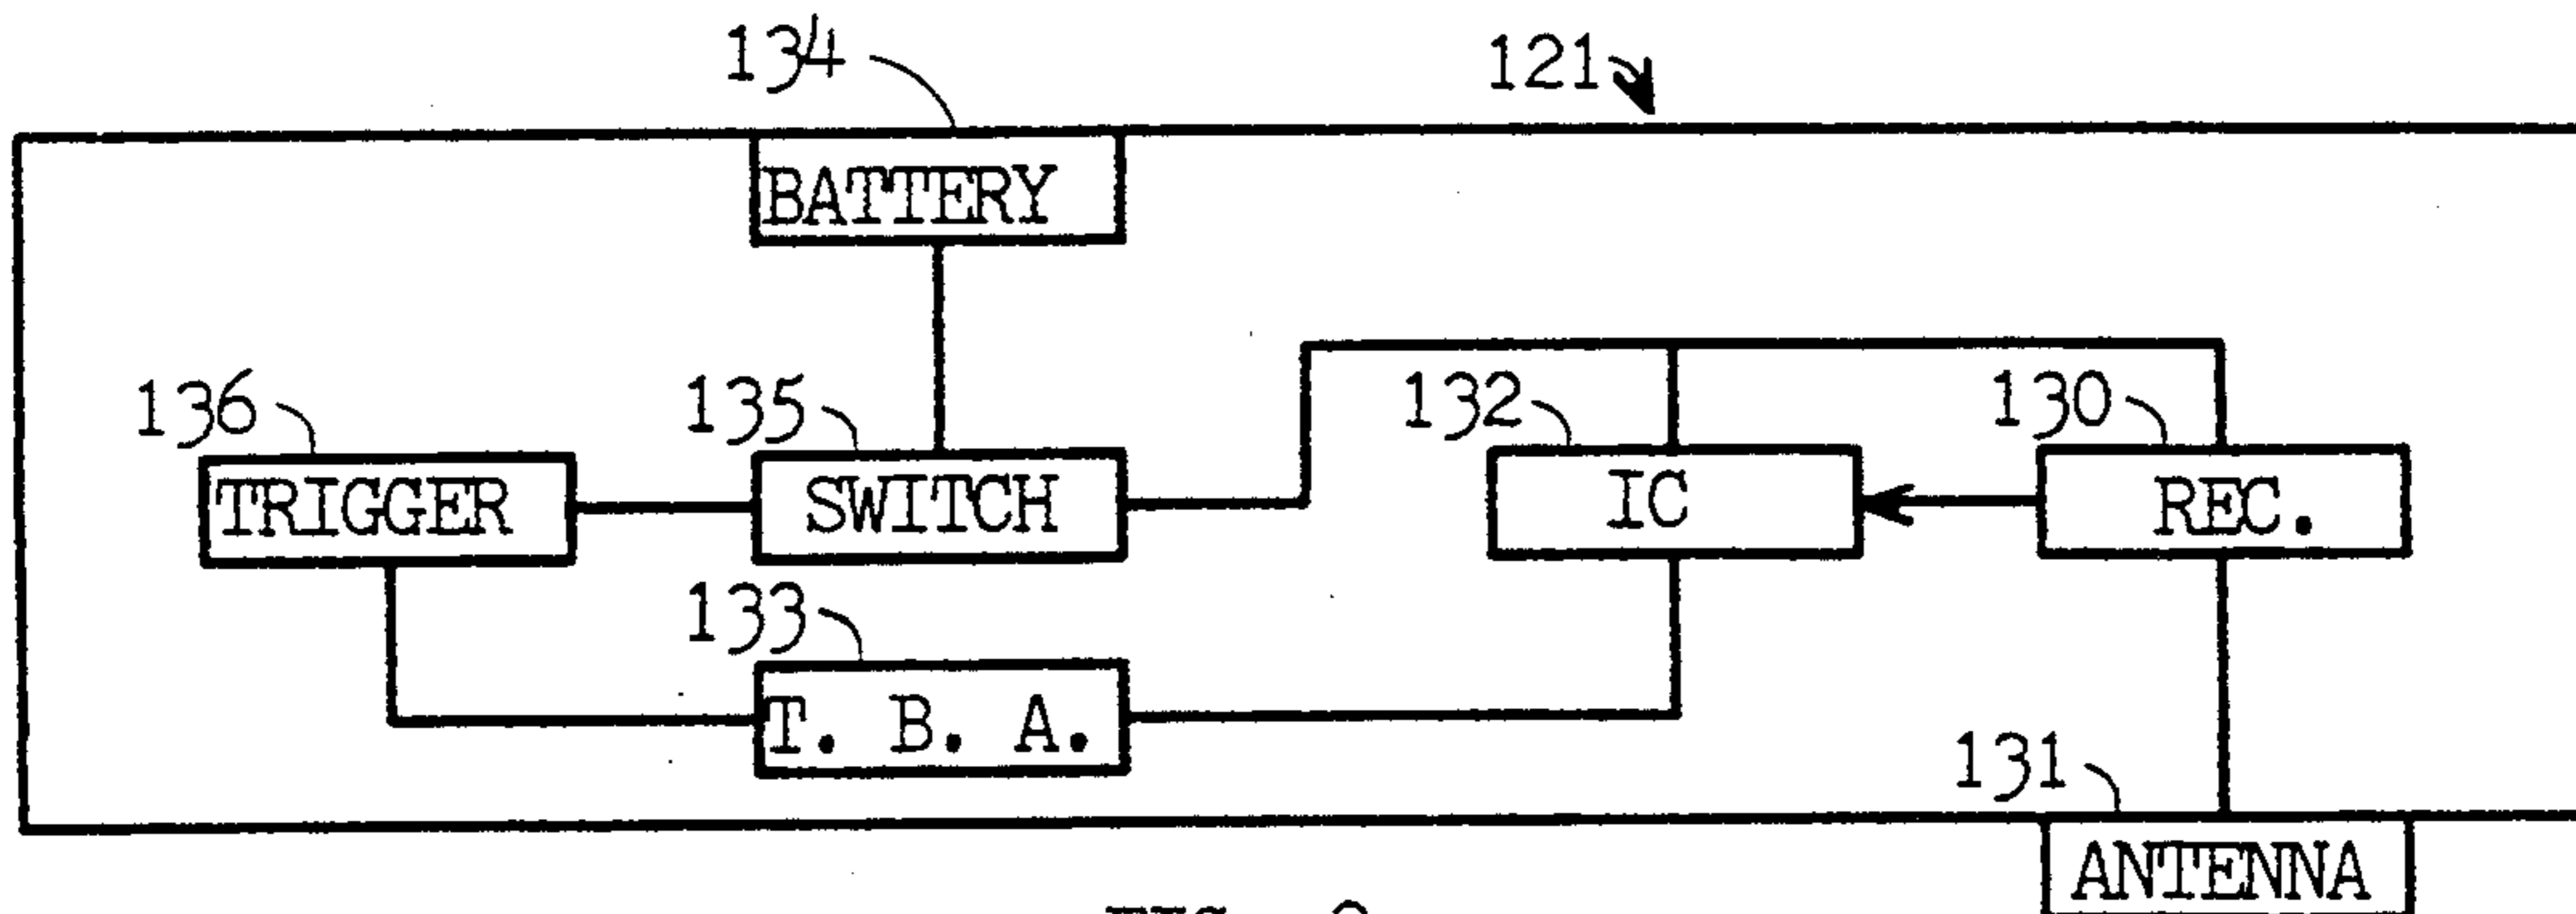 134
121
BATTERY
136
135
132
130
TRIGGER
SWITCH
IC
REC.
133
T. B. A.
131
ANTENNA